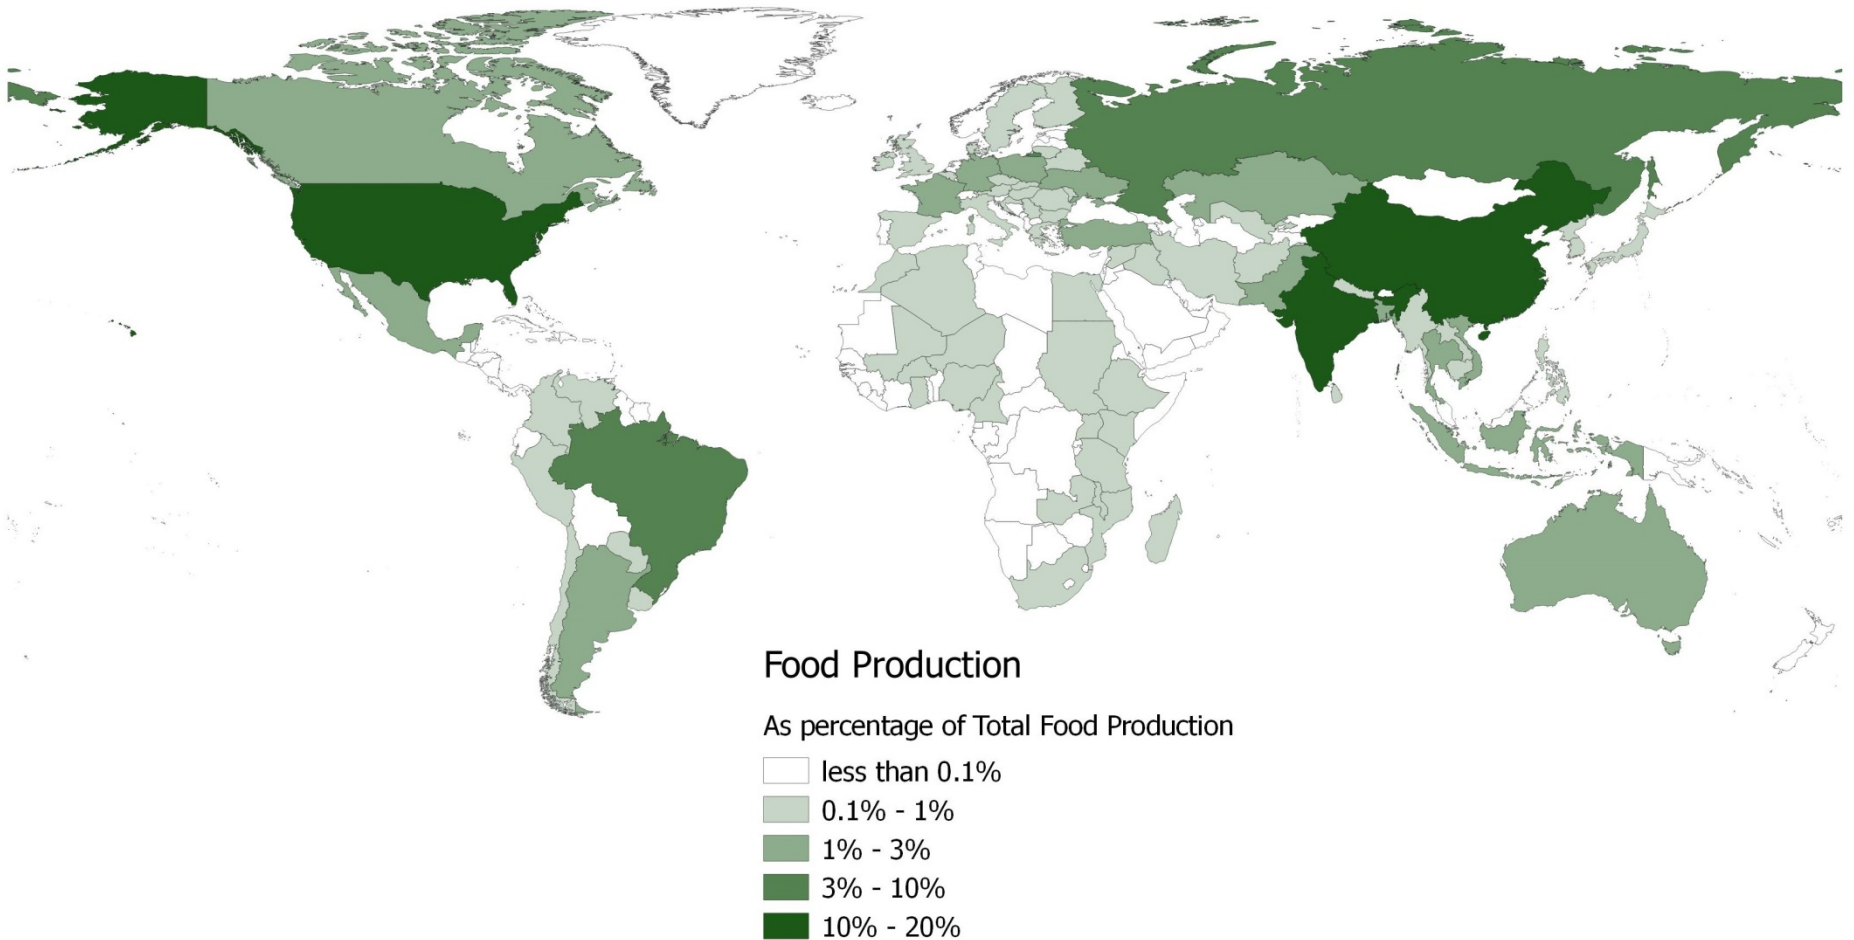 Food Production
As percentage of Total Food Production
less than 0.1%
0.1% - 1%
1% - 3%
3% - 10%
10% - 20%